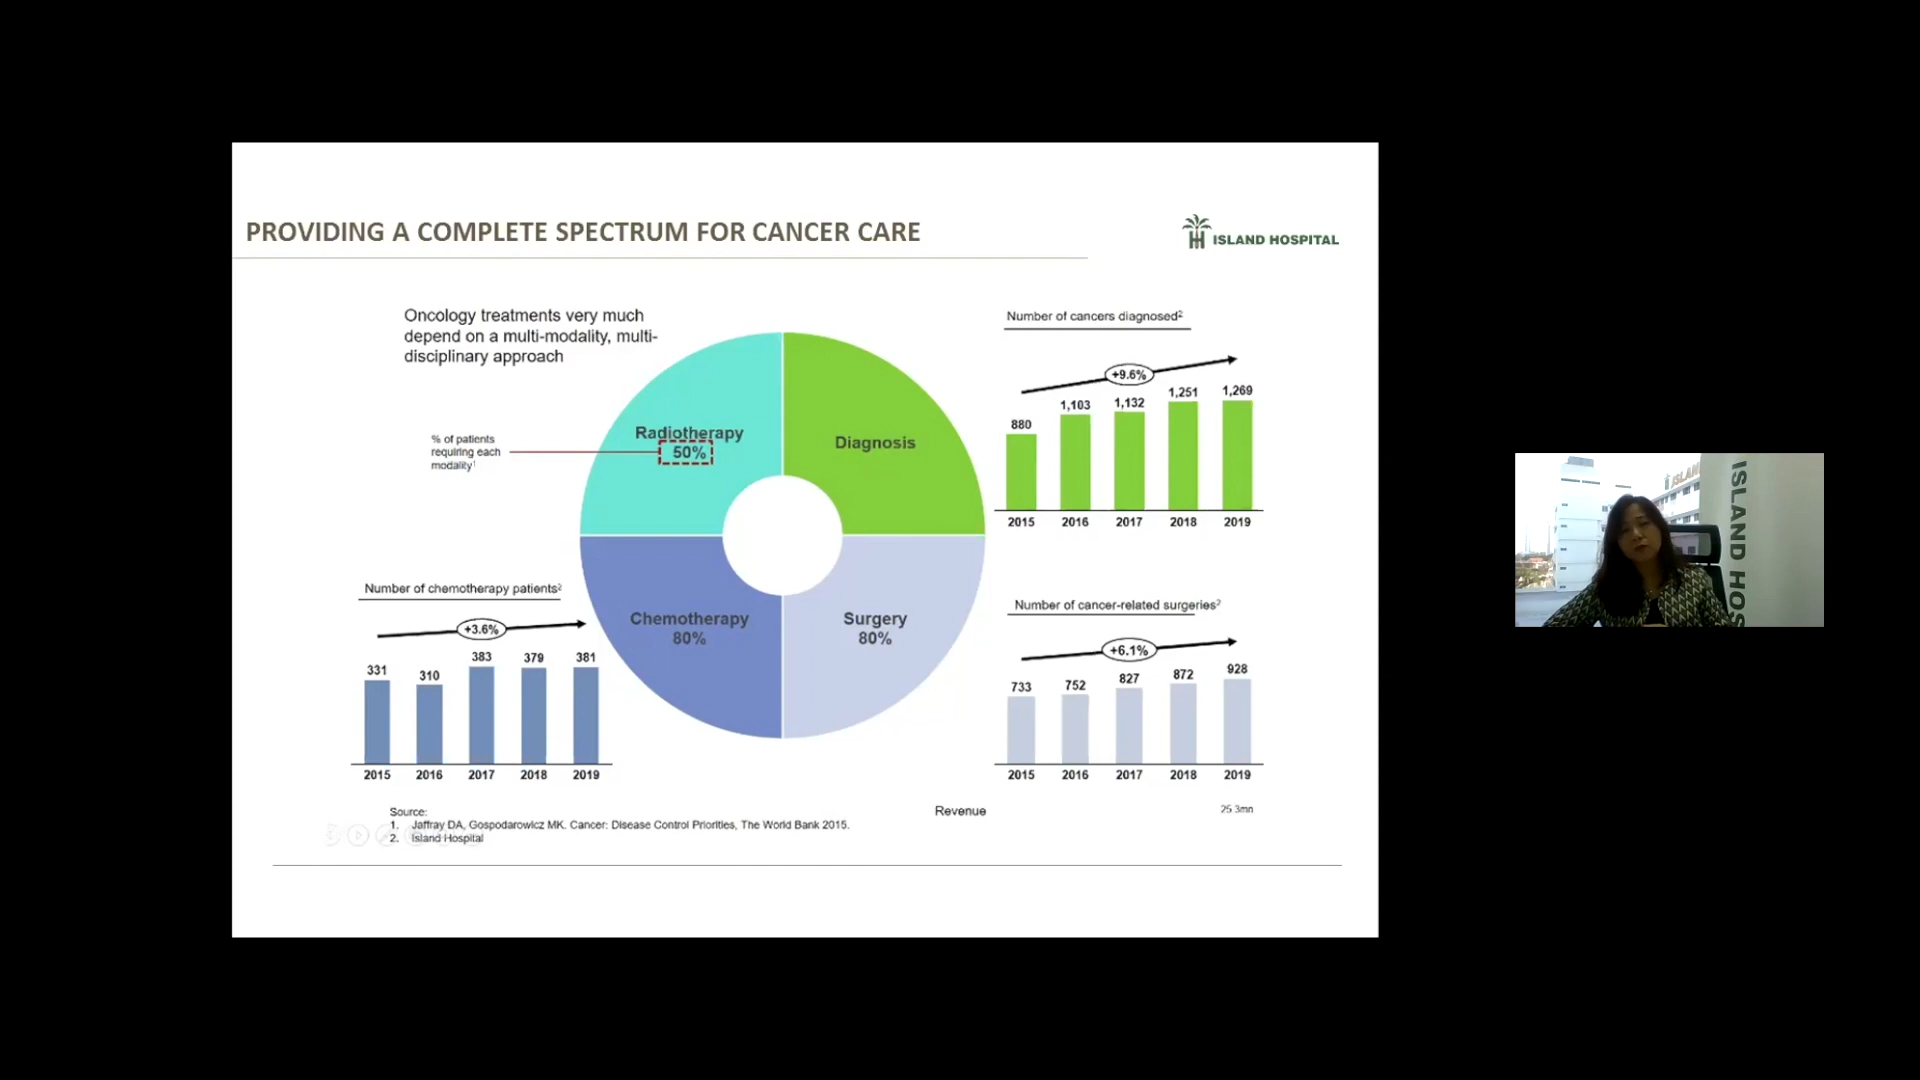 PROVIDING A COMPLETE SPECTRUM FOR CANCER CARE
ISLAND HOSPITAL
Oncology treatments very much
depend on a multi-modality, multi-
disciplinary approach
% of patients
requiring each
modality¹
Radiotherapy
50%
Diagnosis
Chemotherapy
80%
Surgery
80%
Number of cancers diagnosed²
+9.6%
880 1,103 1,132 1,251 1,269
2015 2016 2017 2018 2019
Number of chemotherapy patients²
+3.6%
331 310 383 379 381
2015 2016 2017 2018 2019
Number of cancer-related surgeries²
+6.1%
733 752 827 872 928
2015 2016 2017 2018 2019
Revenue 25.3mn
Source:
1. Jaffray DA, Gospodarowicz MK. Cancer: Disease Control Priorities, The World Bank 2015.
2. Island Hospital
ISLAN
ISLAND HOS